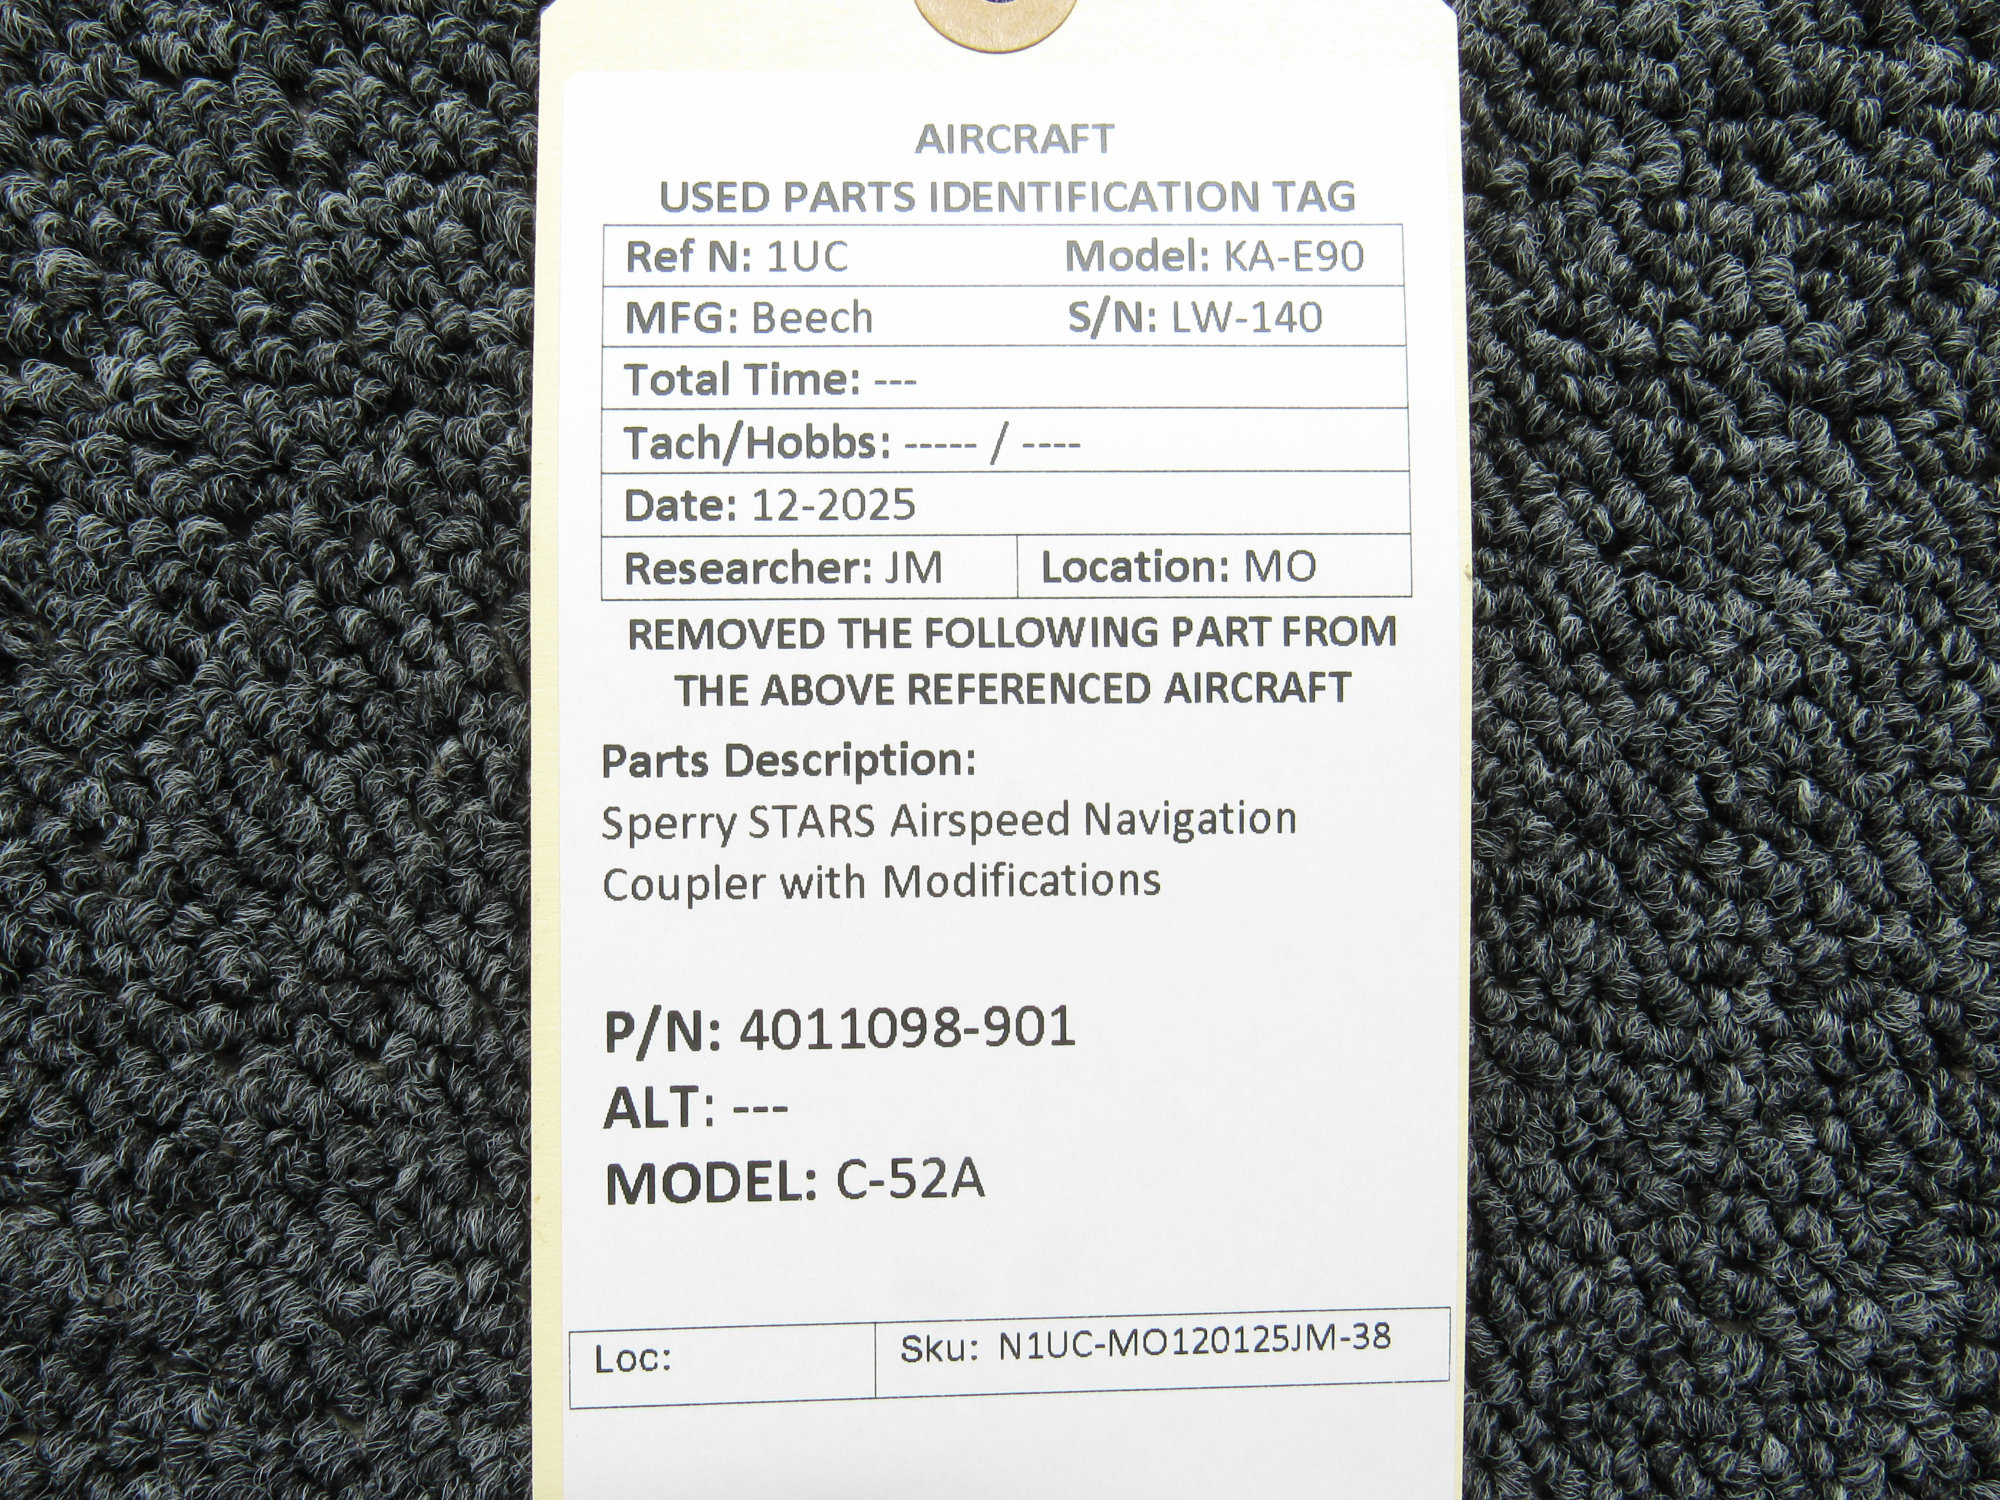 AIRCRAFT
USED PARTS IDENTIFICATION TAG
Ref N: 1UC Model: KA-E90
MFG: Beech S/N: LW-140
Total Time: ---
Tach/Hobbs: ----- / ----
Date: 12-2025
Researcher: JM Location: MO
REMOVED THE FOLLOWING PART FROM
THE ABOVE REFERENCED AIRCRAFT
Parts Description:
Sperry STARS Airspeed Navigation
Coupler with Modifications
P/N: 4011098-901
ALT: ---
MODEL: C-52A
Loc: Sku: N1UC-MO120125JM-38